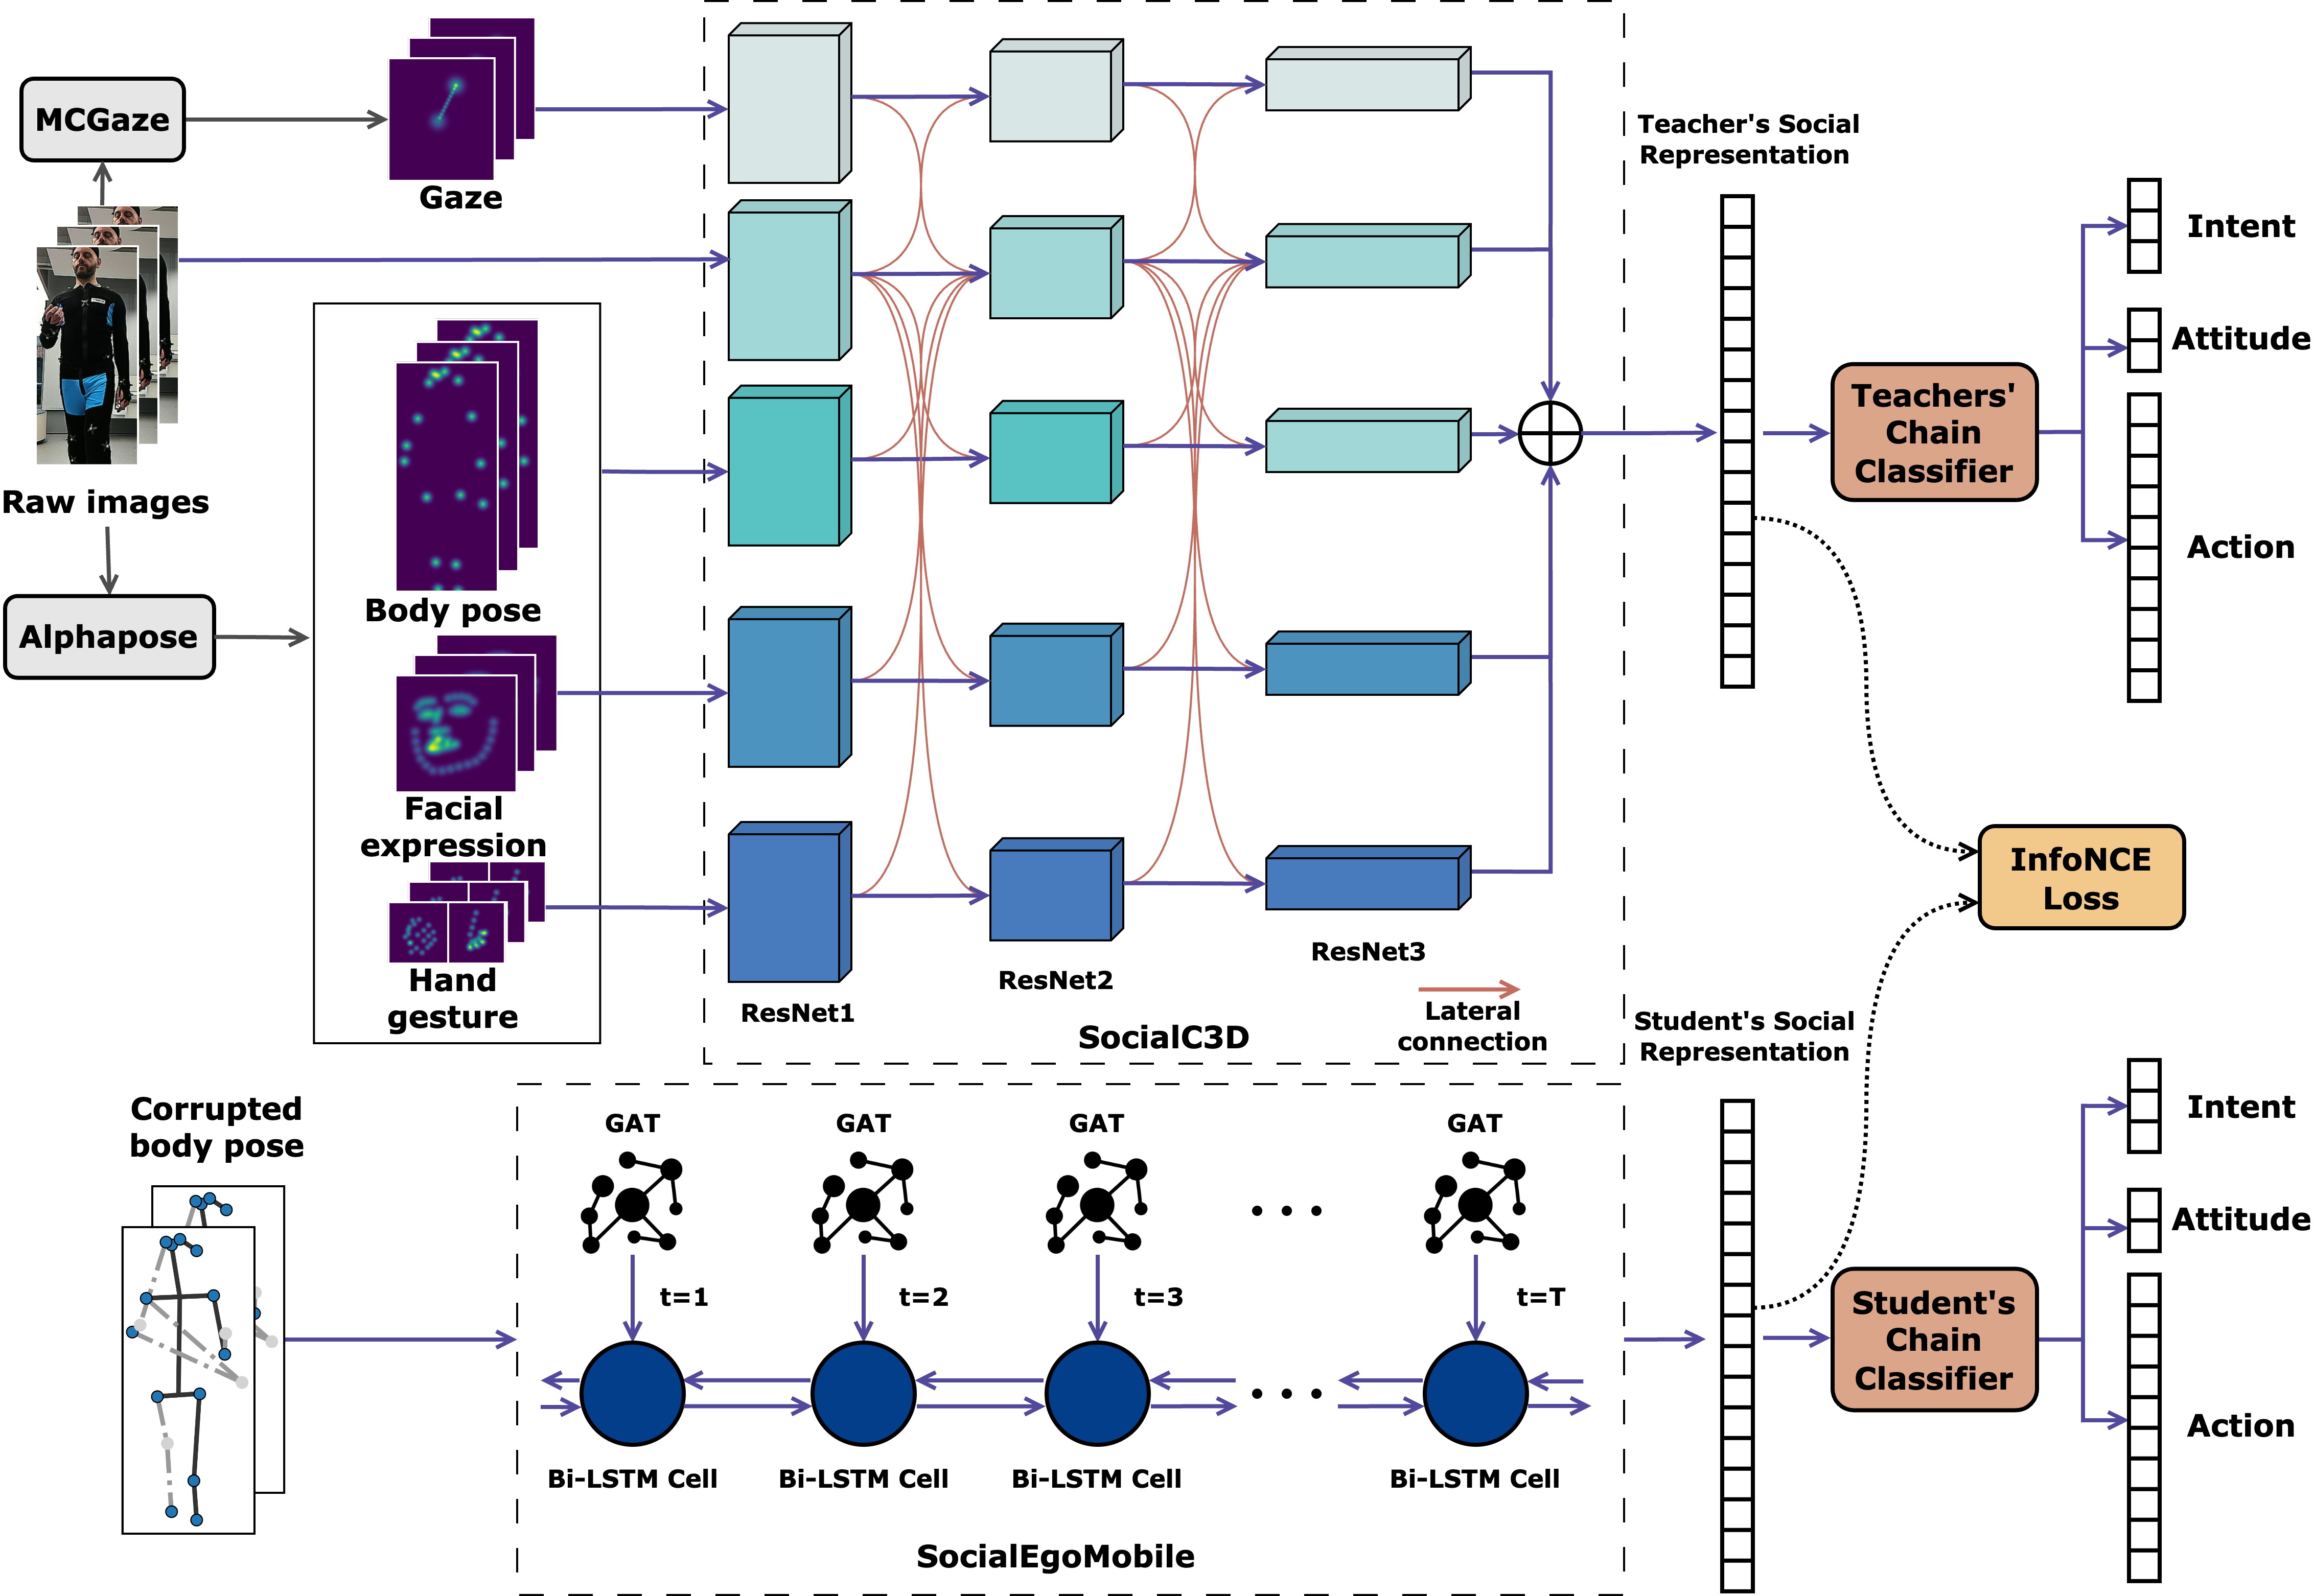 MCGaze
Gaze
Raw images
Alphapose
Body pose
Facial
expression
Hand
gesture
ResNet1
ResNet2
ResNet3
Lateral
connection
SocialC3D
Teacher's Social
Representation
Teachers'
Chain
Classifier
Intent
Attitude
Action
InfoNCE
Loss
Corrupted
body pose
GAT
GAT
GAT
GAT
t=1
t=2
t=3
t=T
Bi-LSTM Cell
Bi-LSTM Cell
Bi-LSTM Cell
Bi-LSTM Cell
SocialEgoMobile
Student's Social
Representation
Student's
Chain
Classifier
Intent
Attitude
Action